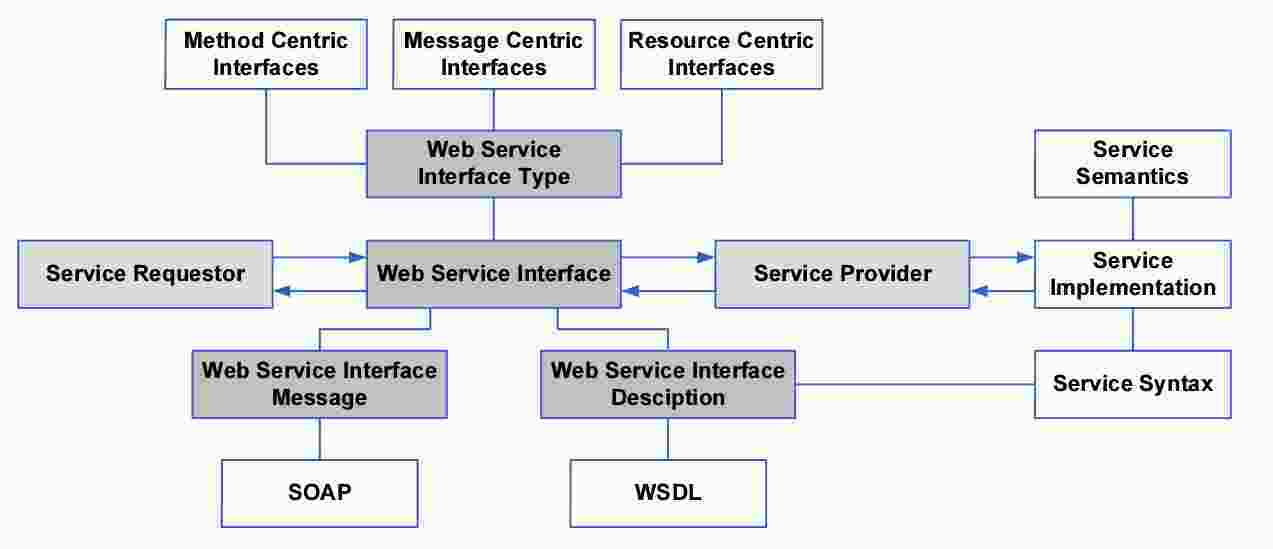 Method Centric
Interfaces
Message Centric
Interfaces
Resource Centric
Interfaces
Web Service
Interface Type
Service
Semantics
Service Requestor
Web Service Interface
Service Provider
Service
Implementation
Web Service Interface
Message
Web Service Interface
Desciption
Service Syntax
SOAP
WSDL